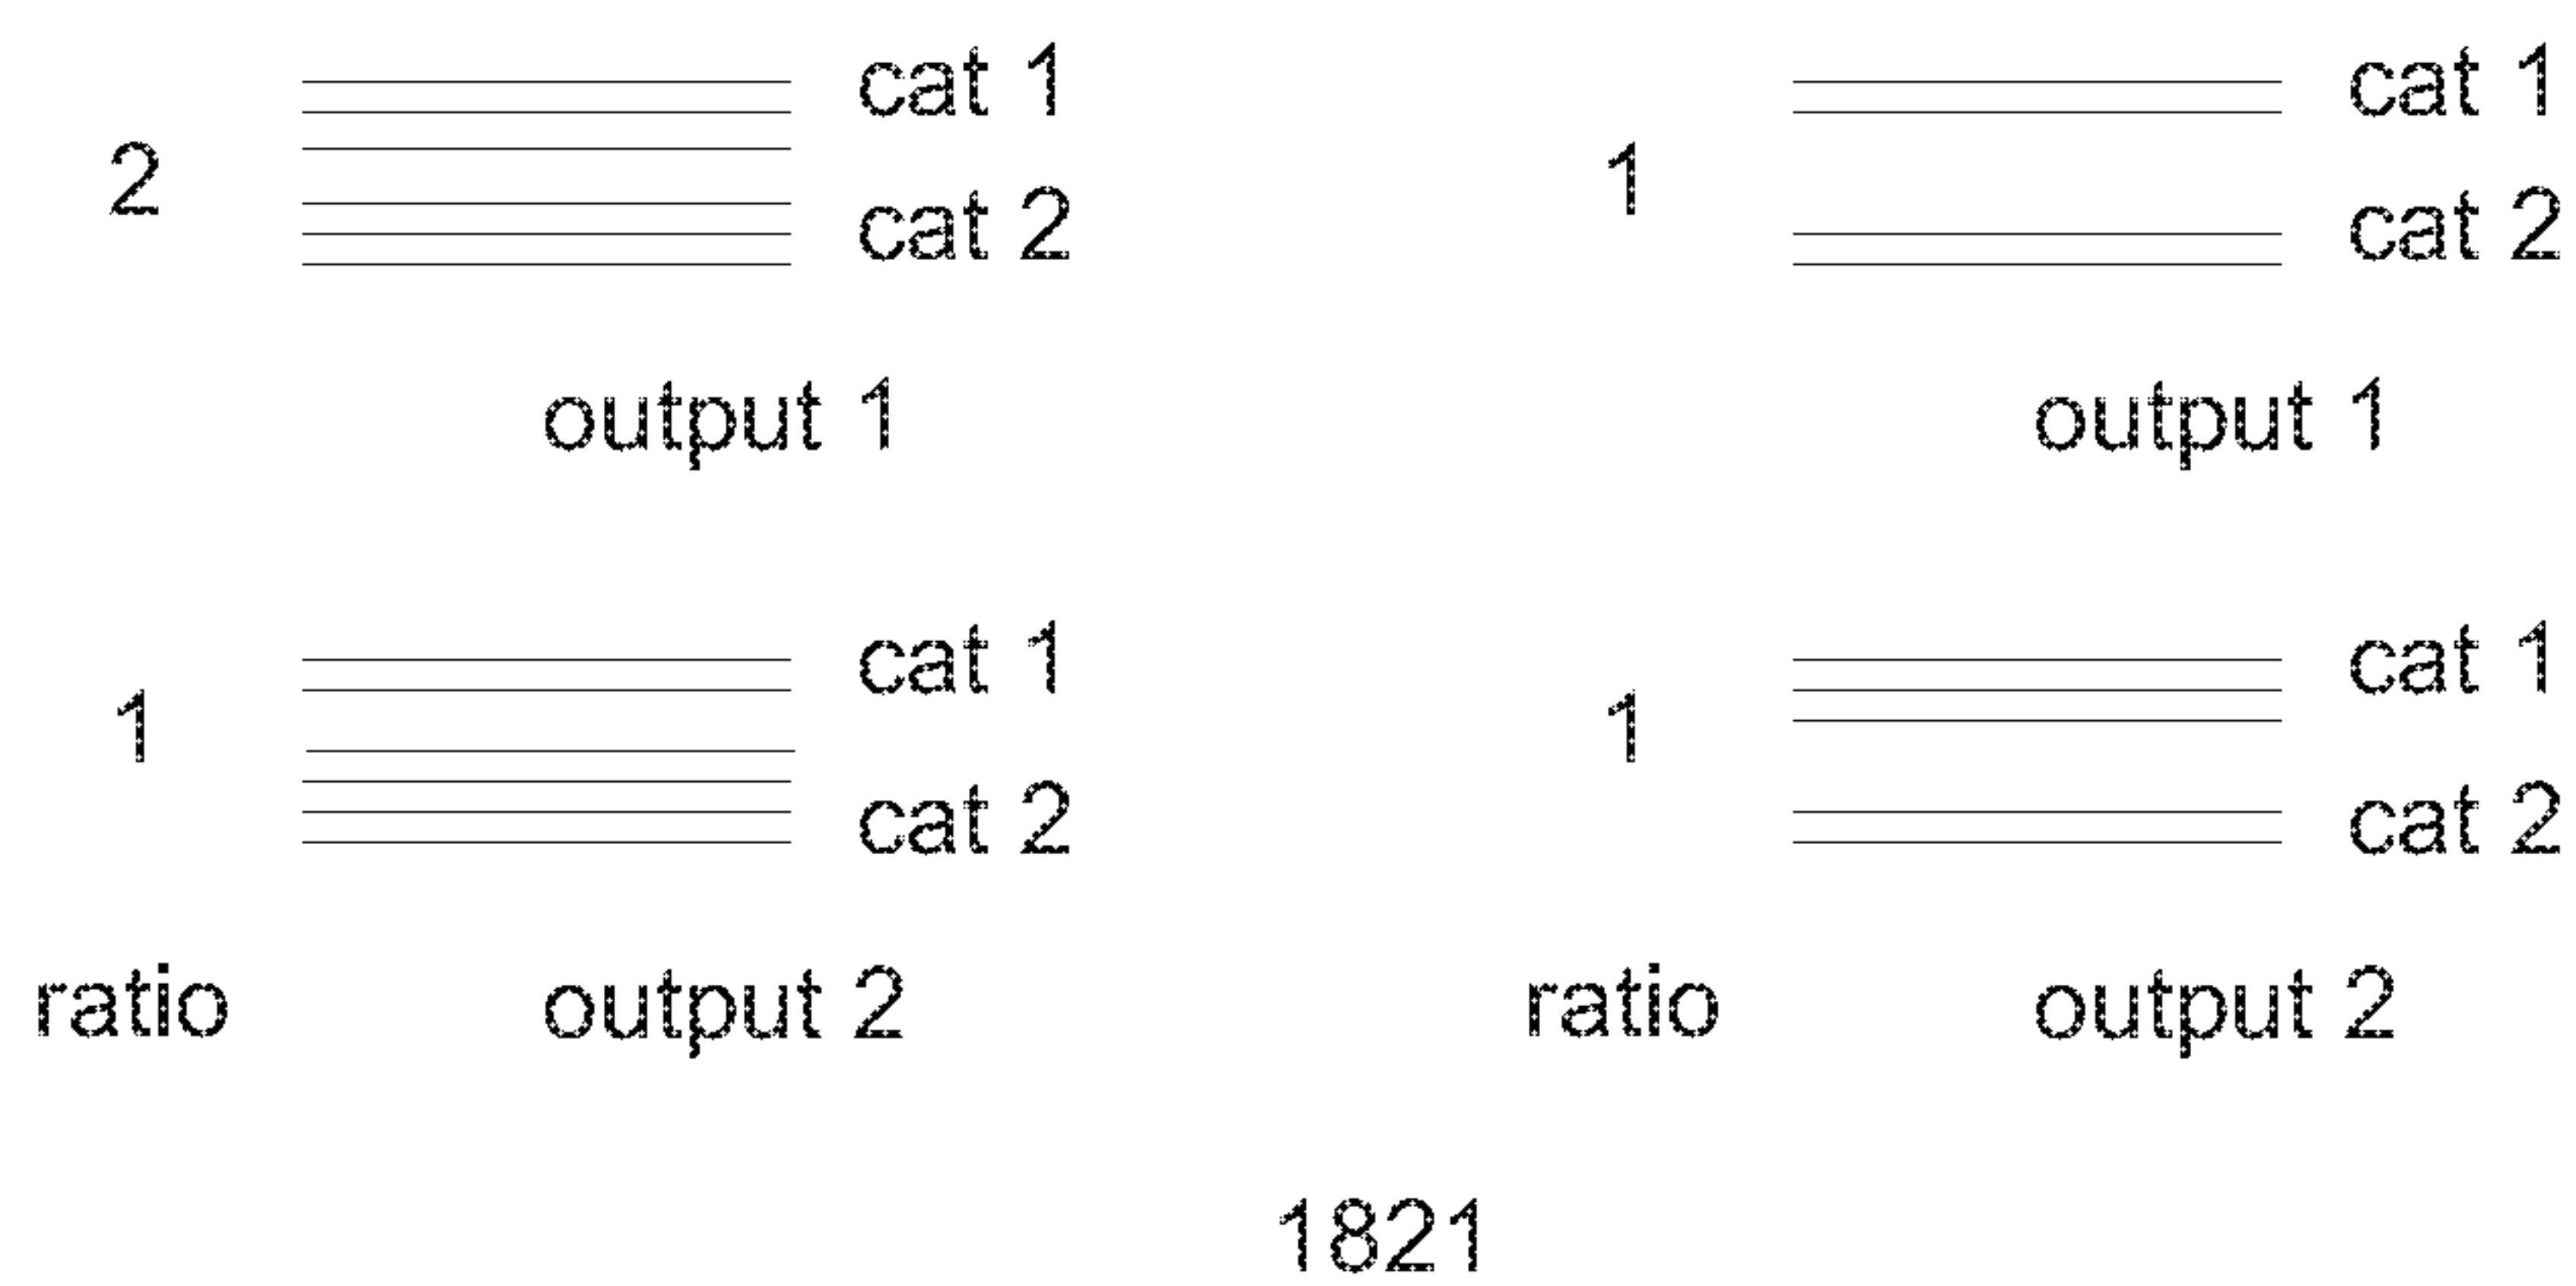 cat 1 cat 1
2 1
cat 2 cat 2
output 1 output 1
cat 1 cat 1
1 1
cat 2 cat 2
ratio output 2 ratio output 2
1821